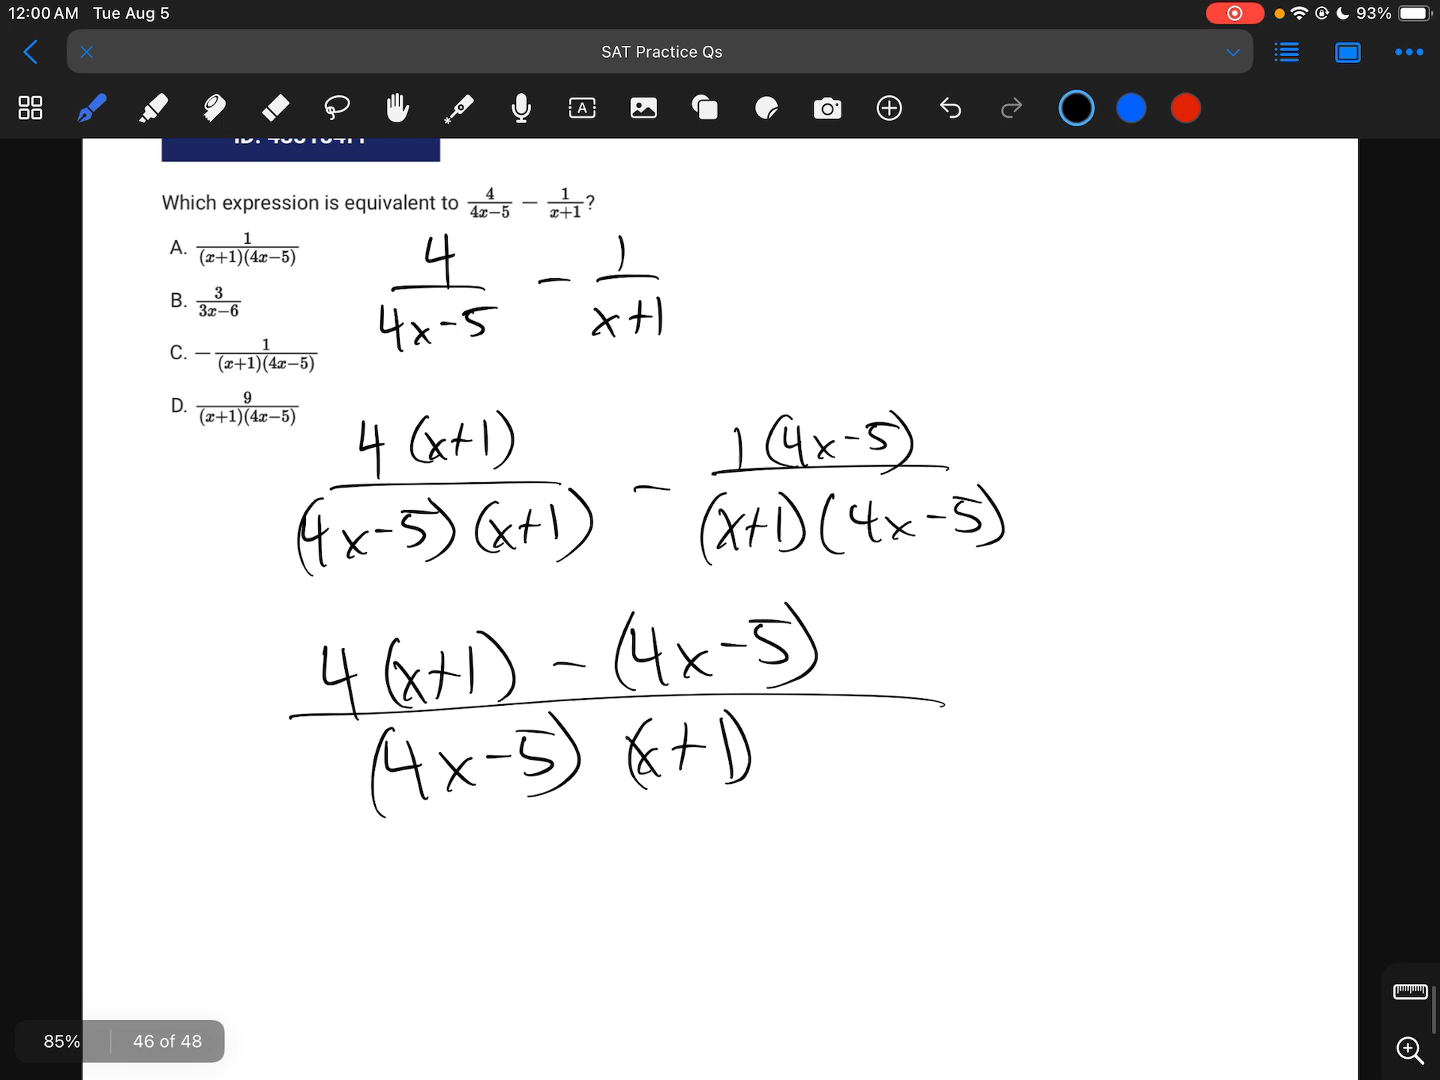 12:00 AM Tue Aug 5 93%
SAT Practice Qs
Which expression is equivalent to 4/(4x−5) − 1/(x+1)?
A. 1/((x+1)(4x−5))
B. 3/(3x−6)
C. −1/((x+1)(4x−5))
D. 9/((x+1)(4x−5))
4/(4x-5) - 1/(x+1)
4(x+1)/((4x-5)(x+1)) - 1(4x-5)/((x+1)(4x-5))
(4(x+1) - (4x-5))/((4x-5)(x+1))
85% 46 of 48